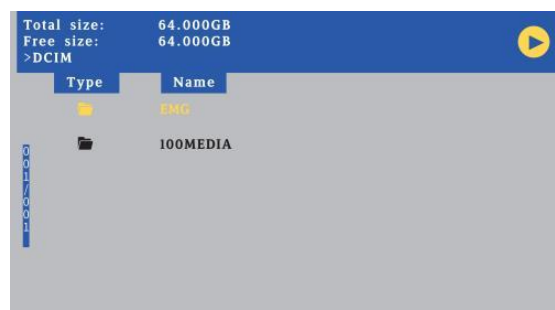 Total size: 64.000GB
Free size: 64.000GB
>DCIM
Type Name
EMG
100MEDIA
001/001